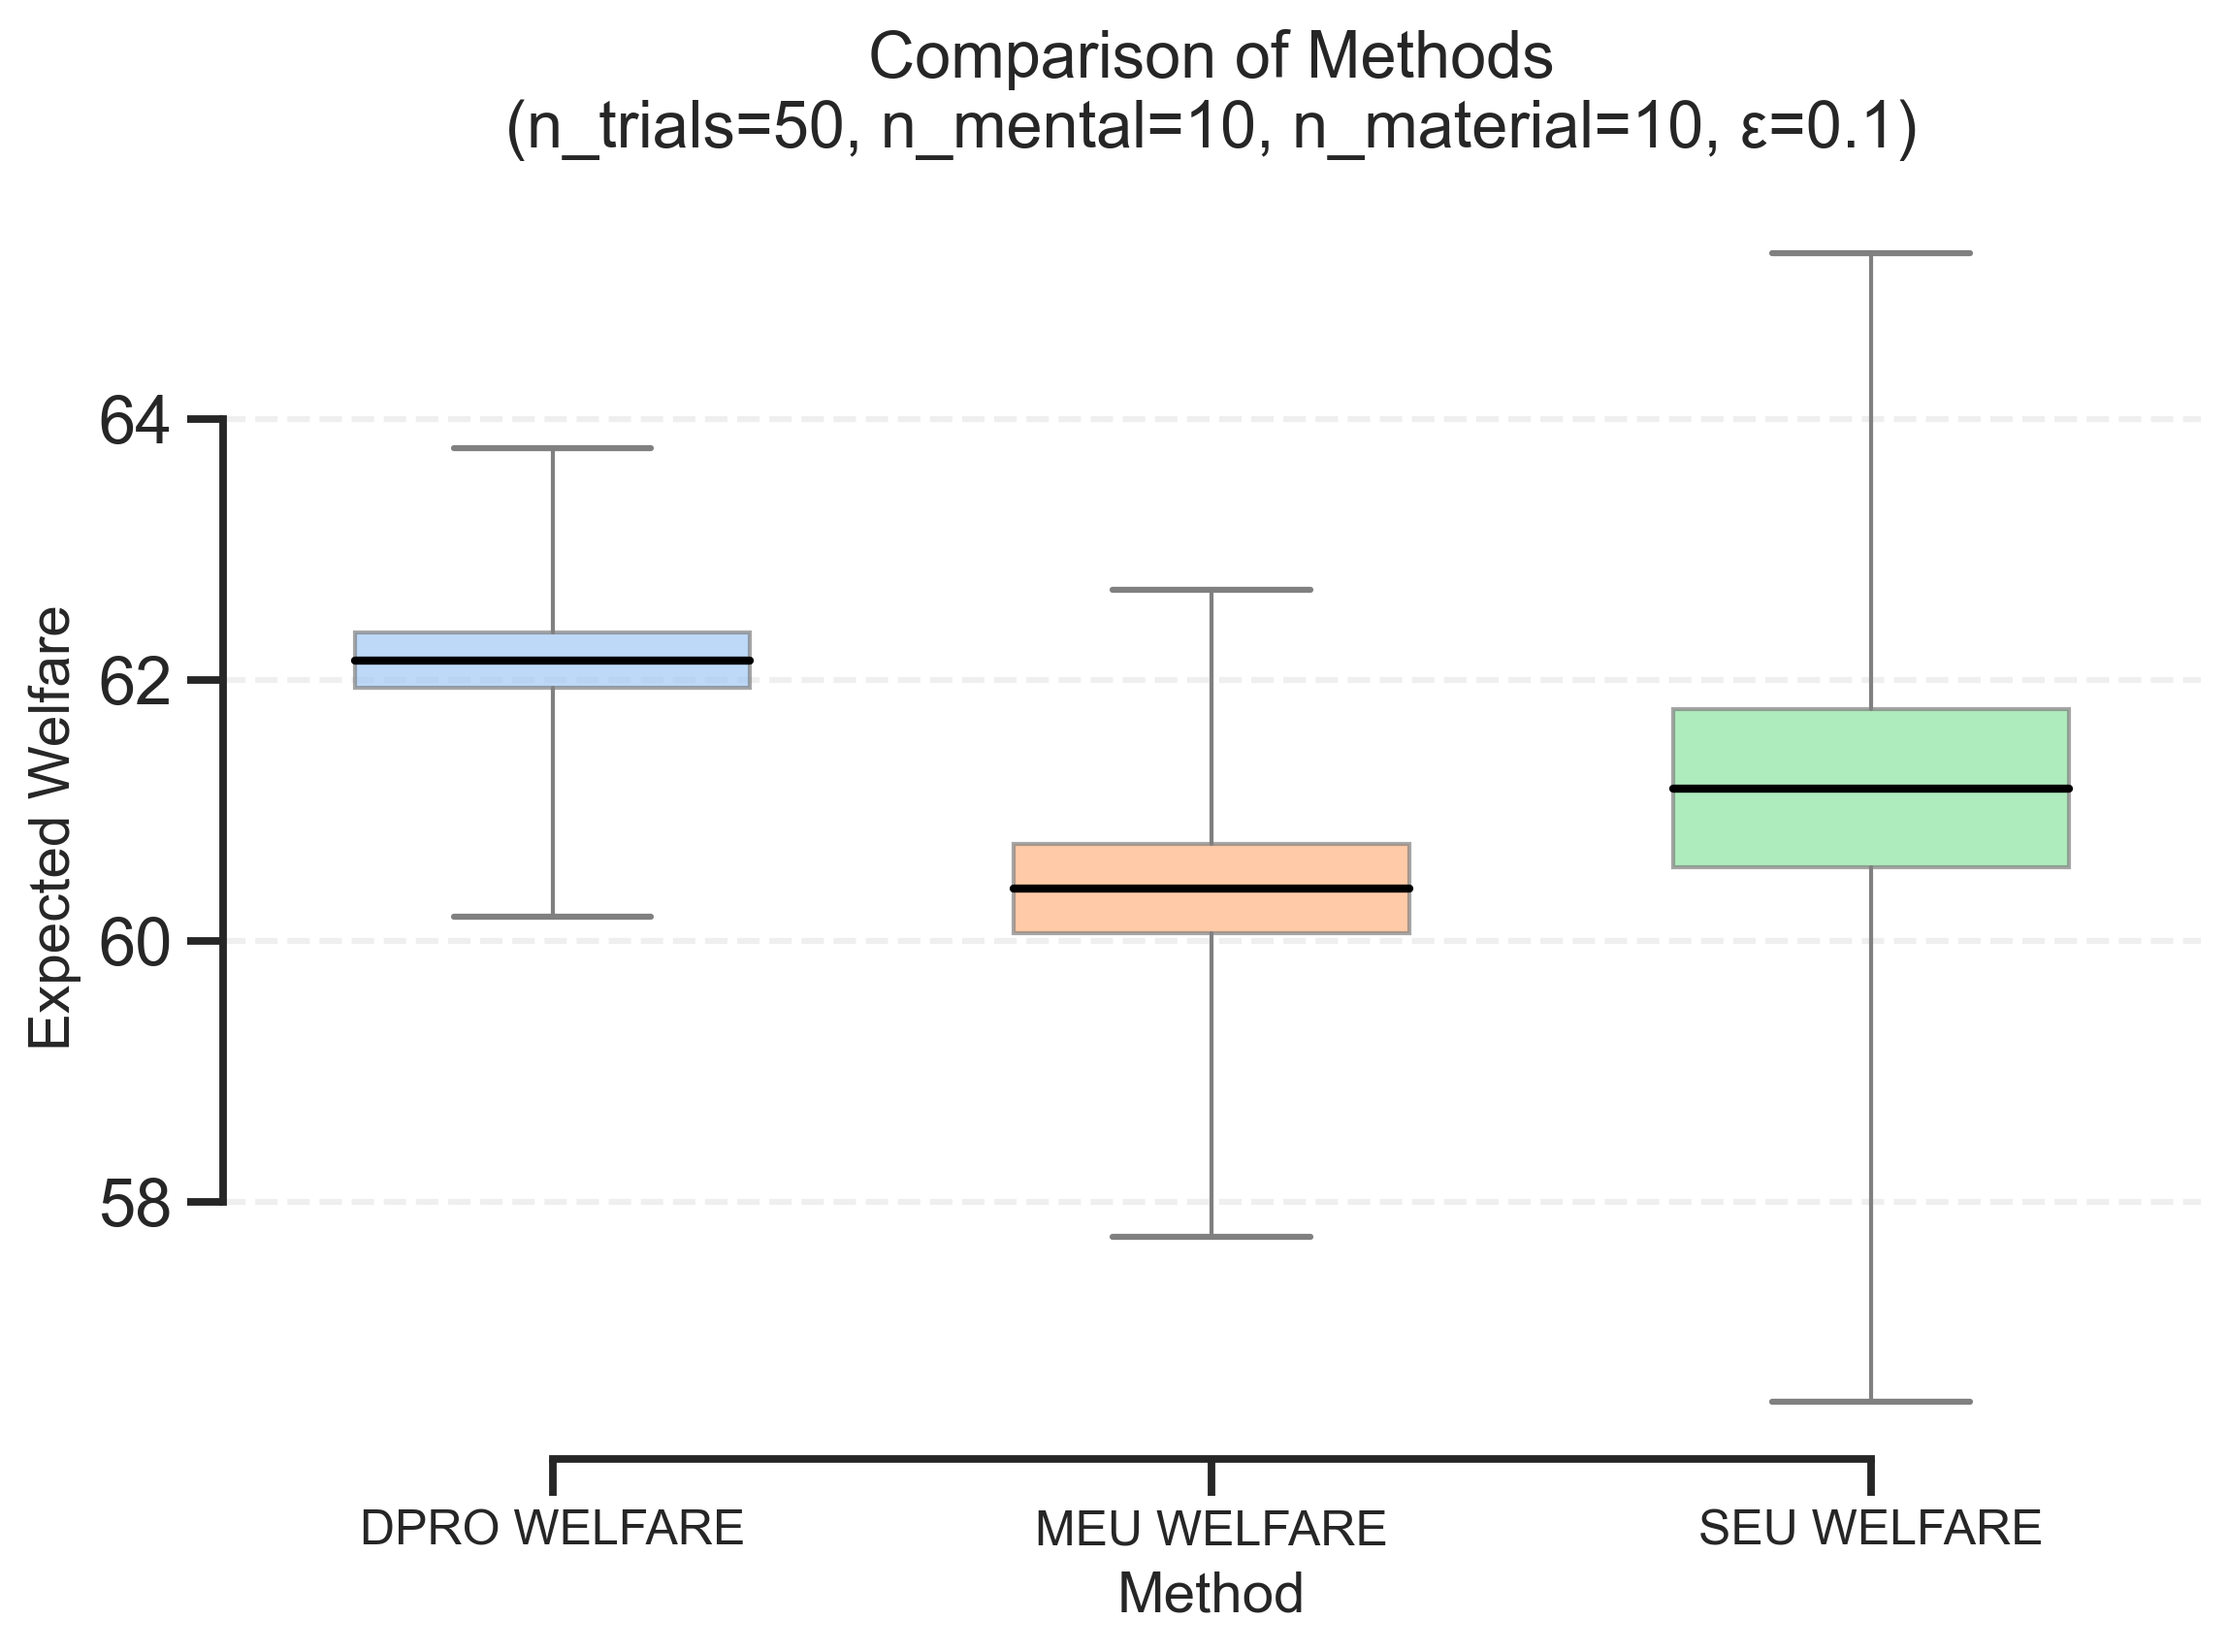 Comparison of Methods
(n_trials=50, n_mental=10, n_material=10, ε=0.1)
Expected Welfare
64
62
60
58
DPRO WELFARE
MEU WELFARE
SEU WELFARE
Method